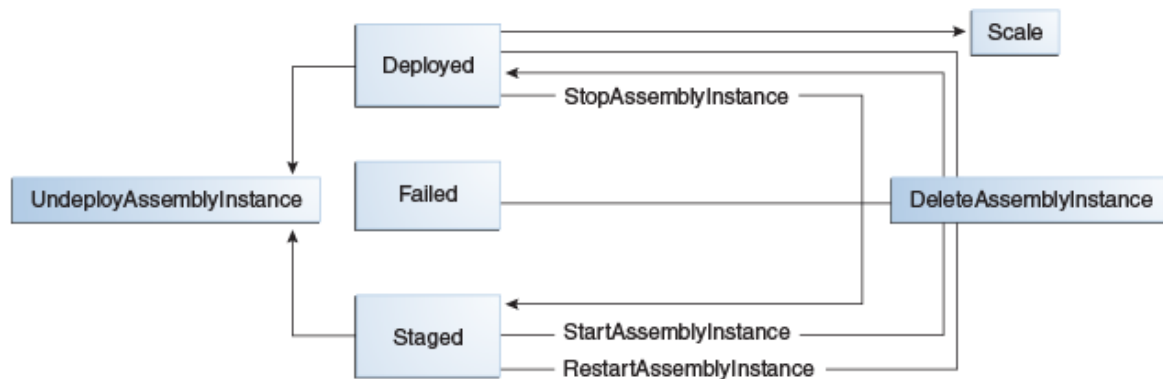 Scale
Deployed
StopAssemblyInstance
UndeployAssemblyInstance
Failed
DeleteAssemblyInstance
Staged
StartAssemblyInstance
RestartAssemblyInstance